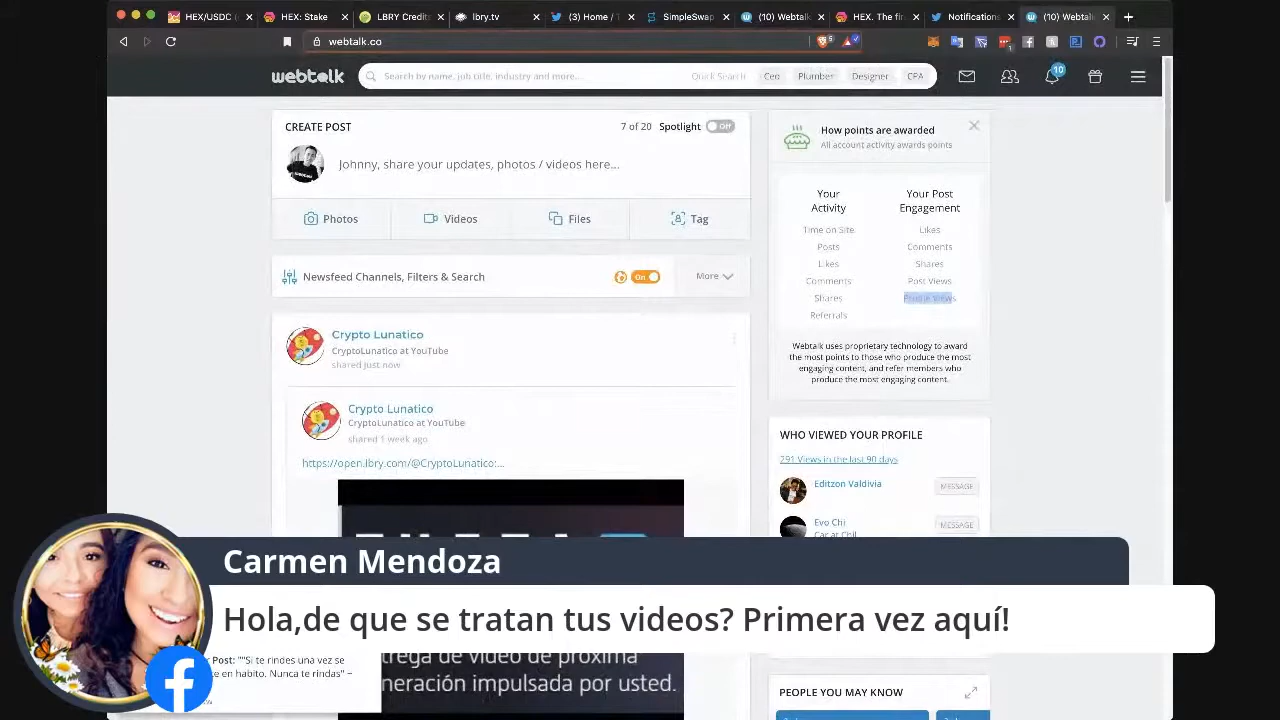 HEX/USDC (
HEX: Stake
LBRY Credits
lbry.tv
(3) Home / T
SimpleSwap
(10) Webtalk
HEX. The fir
Notifications
(10) Webtalk
webtalk.co
5
1
webtalk
Search by name, job title, industry and more...
Quick Search
Ceo
Plumber
Designer
CPA
10
CREATE POST
7 of 20 Spotlight Off
Johnny, share your updates, photos / videos here...
Photos
Videos
Files
Tag
Newsfeed Channels, Filters & Search
On
More
Crypto Lunatico
CryptoLunatico at YouTube
shared just now
Crypto Lunatico
CryptoLunatico at YouTube
shared 1 week ago
https://open.lbry.com/@CryptoLunatico:...
How points are awarded
All account activity awards points
Your
Activity
Time on Site
Posts
Likes
Comments
Shares
Referrals
Your Post
Engagement
Likes
Comments
Shares
Post Views
Profile Views
Webtalk uses proprietary technology to award
the most points to those who produce the most
engaging content, and refer members who
produce the most engaging content.
WHO VIEWED YOUR PROFILE
291 Views in the last 90 days
Editzon Valdivia
MESSAGE
Evo Chi
MESSAGE
Carmen Mendoza
Hola,de que se tratan tus videos? Primera vez aquí!
Post: ""Si te rindes una vez se
te en habito. Nunca te rindas" –
trega de video de próxima
neración impulsada por usted.
PEOPLE YOU MAY KNOW